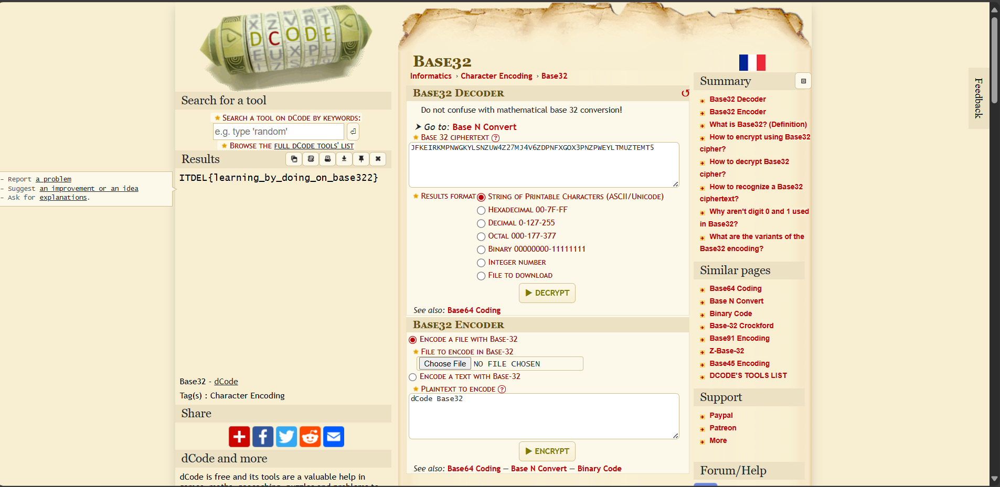 X Z V R T
D C O D E
E U X P L
Search for a tool
★ Search a tool on dCode by keywords:
e.g. type 'random'
★ Browse the full dCode tools' list
Results
ITDEL{learning_by_doing_on_base322}
- Report a problem
- Suggest an improvement or an idea
- Ask for explanations.
Base32 - dCode
Tag(s) : Character Encoding
Share
dCode and more
dCode is free and its tools are a valuable help in
Base32
Informatics › Character Encoding › Base32
Base32 Decoder
Do not confuse with mathematical base 32 conversion!
➤ Go to: Base N Convert
★ Base 32 ciphertext ?
JFKEIRKMPNWGKYLSNZUW4Z27MJ4V6ZDPNFXGOX3PNZPWEYLTMUZTEMT5
★ Results format String of Printable Characters (ASCII/Unicode)
Hexadecimal 00-7F-FF
Decimal 0-127-255
Octal 000-177-377
Binary 00000000-11111111
Integer number
File to download
▶ DECRYPT
See also: Base64 Coding
Base32 Encoder
Encode a file with Base-32
★ File to encode in Base-32
Choose File NO FILE CHOSEN
Encode a text with Base-32
★ Plaintext to encode ?
dCode Base32
▶ ENCRYPT
See also: Base64 Coding — Base N Convert — Binary Code
Summary
Base32 Decoder
Base32 Encoder
What is Base32? (Definition)
How to encrypt using Base32
cipher?
How to decrypt Base32
cipher?
How to recognize a Base32
ciphertext?
Why aren't digit 0 and 1 used
in Base32?
What are the variants of the
Base32 encoding?
Similar pages
Base64 Coding
Base N Convert
Binary Code
Base-32 Crockford
Base91 Encoding
Z-Base-32
Base45 Encoding
DCODE'S TOOLS LIST
Support
Paypal
Patreon
More
Forum/Help
Feedback